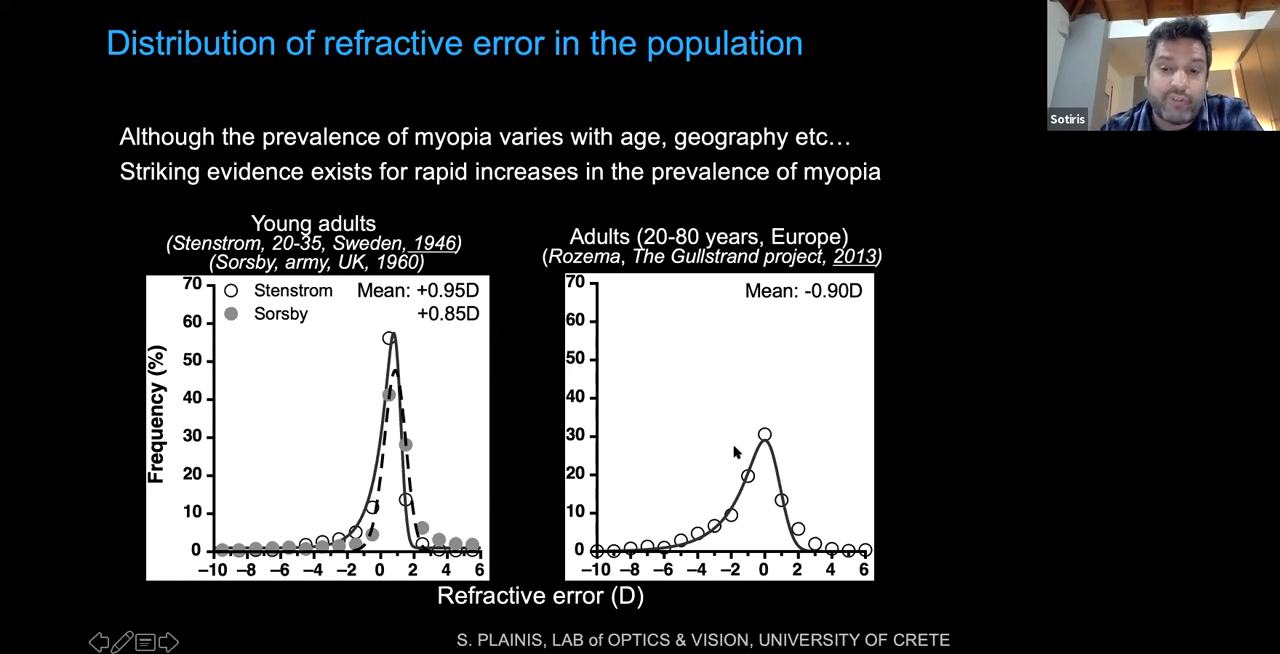 Distribution of refractive error in the population
Sotiris
Although the prevalence of myopia varies with age, geography etc…
Striking evidence exists for rapid increases in the prevalence of myopia
Young adults
(Stenstrom, 20-35, Sweden, 1946)
(Sorsby, army, UK, 1960)
70
60
50
40
30
20
10
0
Frequency (%)
Stenstrom Mean: +0.95D
Sorsby +0.85D
−10 −8 −6 −4 −2 0 2 4 6
Adults (20-80 years, Europe)
(Rozema, The Gullstrand project, 2013)
70
60
50
40
30
20
10
0
Mean: -0.90D
−10 −8 −6 −4 −2 0 2 4 6
Refractive error (D)
S. PLAINIS, LAB of OPTICS & VISION, UNIVERSITY OF CRETE